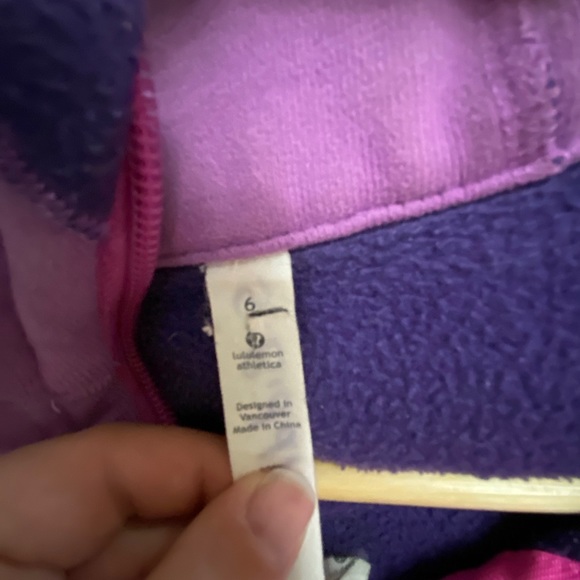 6
lululemon
athletica
Designed in
Vancouver
Made in China